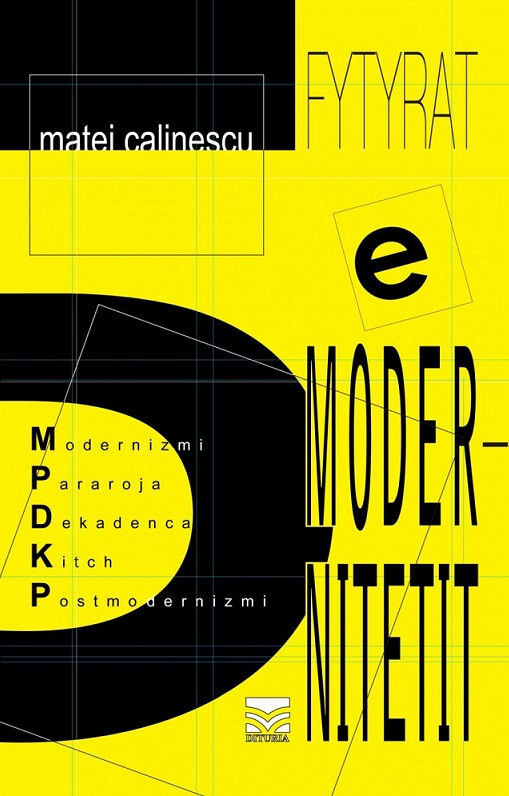 matei calinescu
FYTYRAT
e
MODER-
NITETIT
Modernizmi
Pararoja
Dekadenca
Kitch
Postmodernizmi
DITURIA